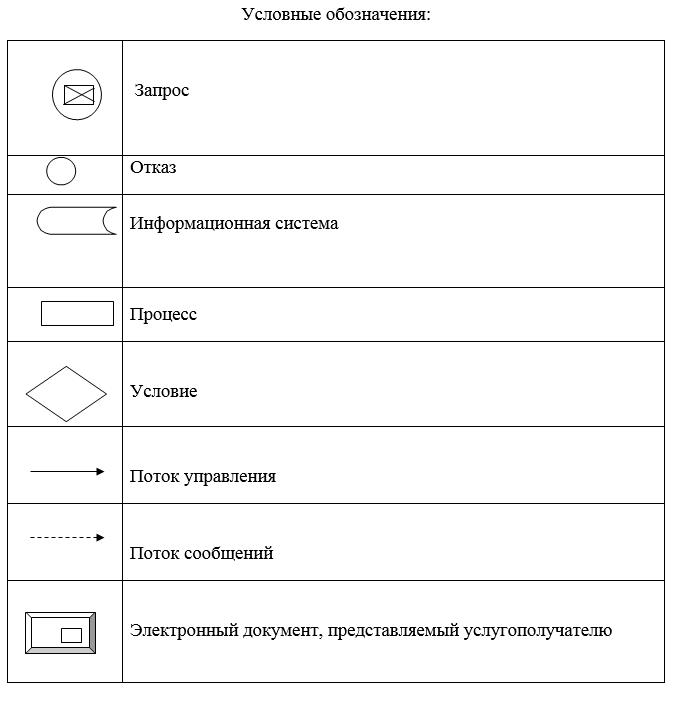 Условные обозначения:
Запрос
Отказ
Информационная система
Процесс
Условие
Поток управления
Поток сообщений
Электронный документ, представляемый услугополучателю